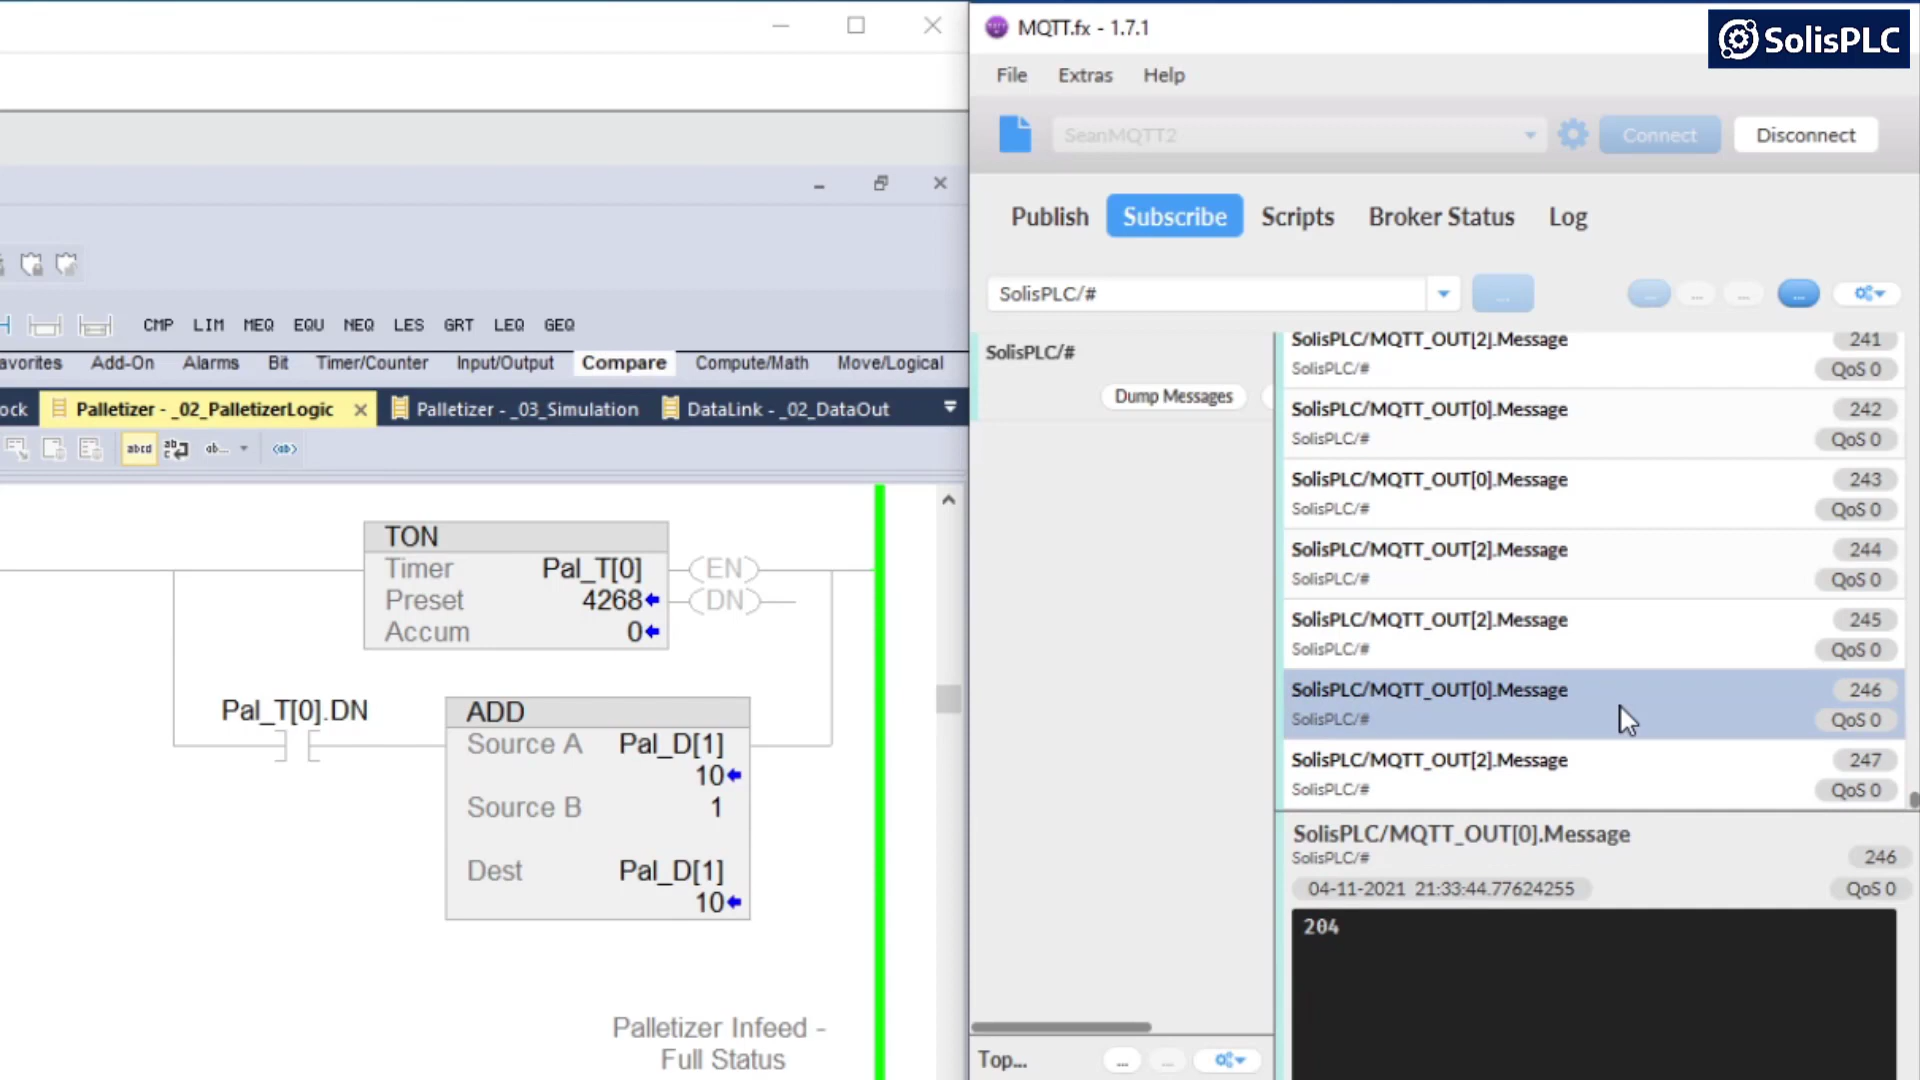 MQTT.fx - 1.7.1
SolisPLC
File Extras Help
SeanMQTT2
Connect
Disconnect
Publish Subscribe Scripts Broker Status Log
SolisPLC/#
...
... ... ... ...
SolisPLC/#
Dump Messages
SolisPLC/MQTT_OUT[2].Message 241
SolisPLC/# QoS 0
SolisPLC/MQTT_OUT[0].Message 242
SolisPLC/# QoS 0
SolisPLC/MQTT_OUT[0].Message 243
SolisPLC/# QoS 0
SolisPLC/MQTT_OUT[2].Message 244
SolisPLC/# QoS 0
SolisPLC/MQTT_OUT[2].Message 245
SolisPLC/# QoS 0
SolisPLC/MQTT_OUT[0].Message 246
SolisPLC/# QoS 0
SolisPLC/MQTT_OUT[2].Message 247
SolisPLC/# QoS 0
SolisPLC/MQTT_OUT[0].Message
SolisPLC/# 246
04-11-2021 21:33:44.77624255 QoS 0
204
Top... ... ...
CMP LIM MEQ EQU NEQ LES GRT LEQ GEQ
avorites Add-On Alarms Bit Timer/Counter Input/Output Compare Compute/Math Move/Logical
ock Palletizer - _02_PalletizerLogic Palletizer - _03_Simulation DataLink - _02_DataOut
abcd ab c ab... <ab>
TON
Timer Pal_T[0] (EN)
Preset 4268 (DN)
Accum 0
Pal_T[0].DN
ADD
Source A Pal_D[1]
10
Source B 1
Dest Pal_D[1]
10
Palletizer Infeed -
Full Status